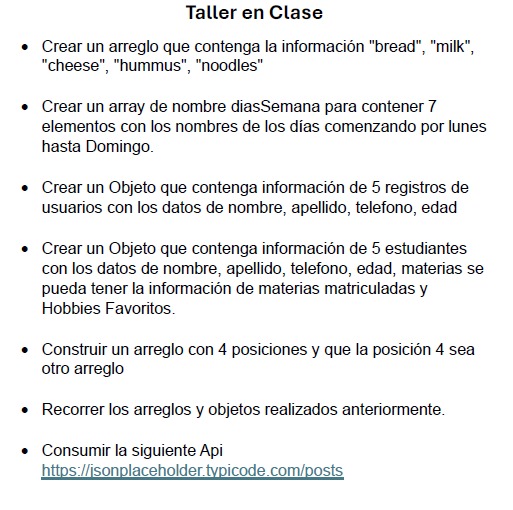 Taller en Clase
• Crear un arreglo que contenga la información "bread", "milk",
"cheese", "hummus", "noodles"
• Crear un array de nombre diasSemana para contener 7
elementos con los nombres de los días comenzando por lunes
hasta Domingo.
• Crear un Objeto que contenga información de 5 registros de
usuarios con los datos de nombre, apellido, telefono, edad
• Crear un Objeto que contenga información de 5 estudiantes
con los datos de nombre, apellido, telefono, edad, materias se
pueda tener la información de materias matriculadas y
Hobbies Favoritos.
• Construir un arreglo con 4 posiciones y que la posición 4 sea
otro arreglo
• Recorrer los arreglos y objetos realizados anteriormente.
• Consumir la siguiente Api
https://jsonplaceholder.typicode.com/posts